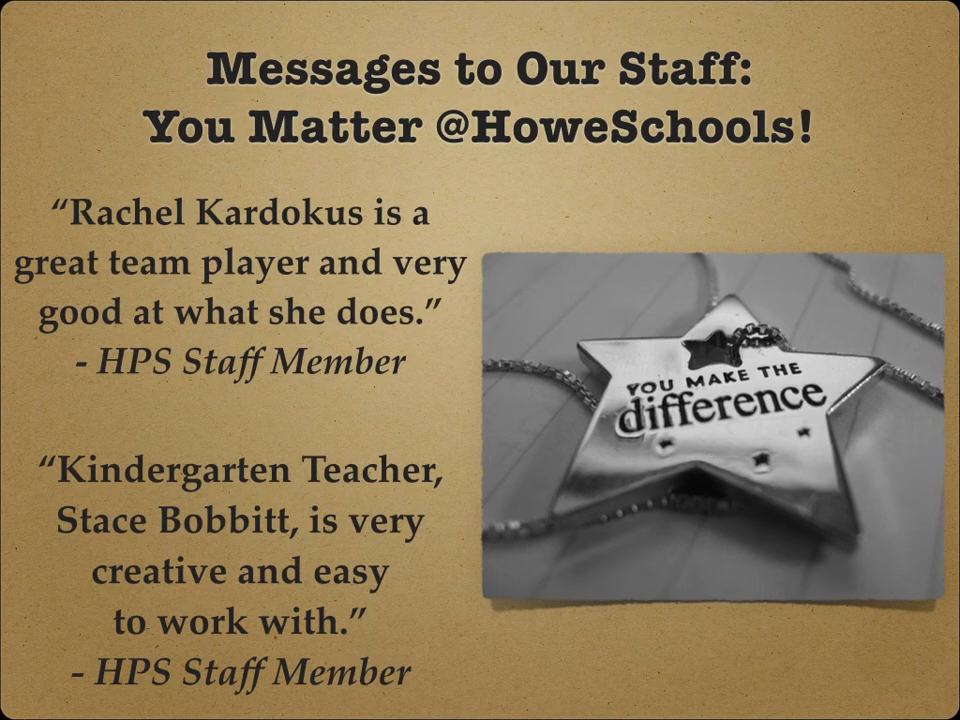 Messages to Our Staff:
You Matter @HoweSchools!
“Rachel Kardokus is a
great team player and very
good at what she does.”
- HPS Staff Member
“Kindergarten Teacher,
Stace Bobbitt, is very
creative and easy
to work with.”
- HPS Staff Member
YOU MAKE THE
difference